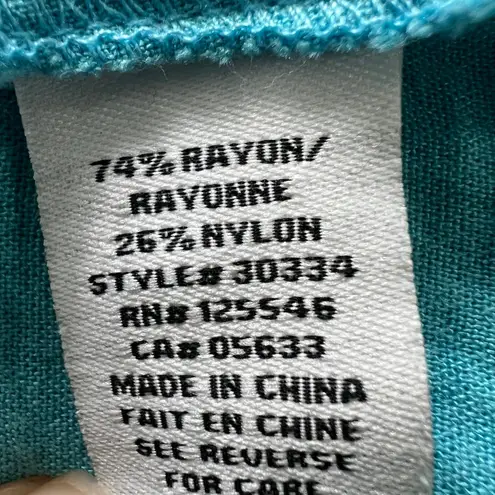 74% RAYON/
RAYONNE
26% NYLON
STYLE# 30334
RN# 125546
CA# 05633
MADE IN CHINA
FAIT EN CHINE
SEE REVERSE
FOR CARE